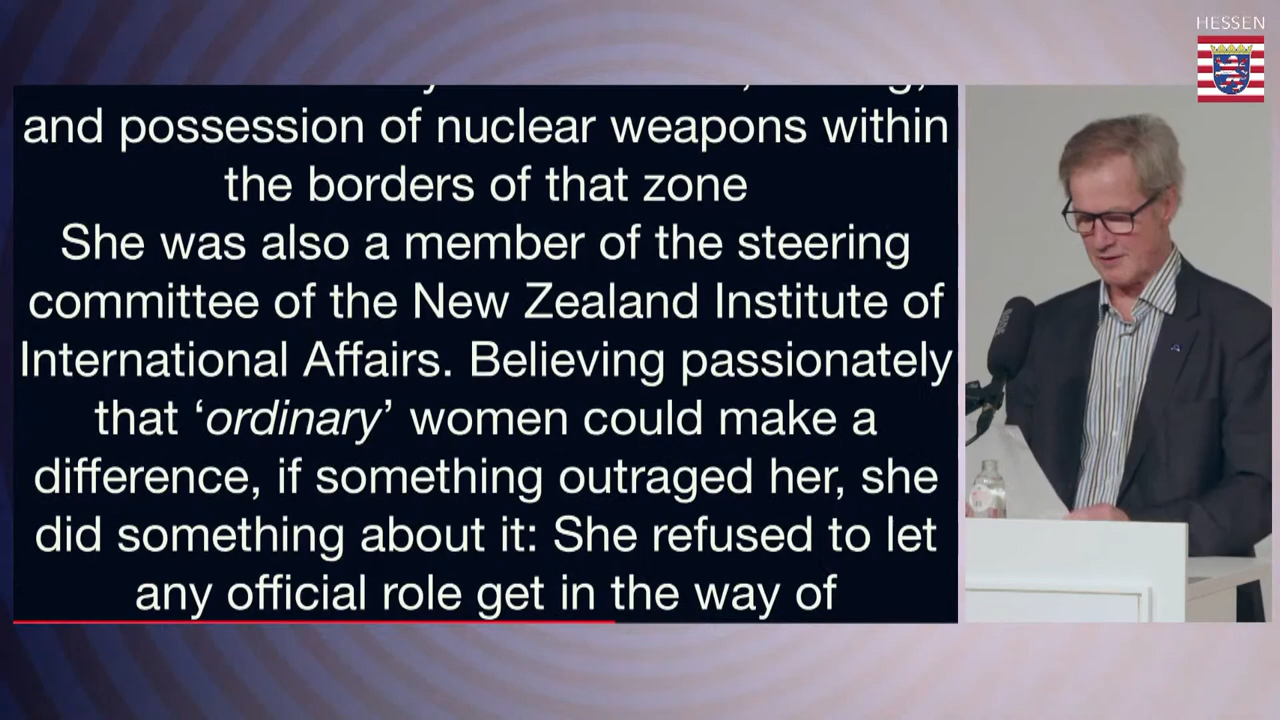 HESSEN
and possession of nuclear weapons within
the borders of that zone
She was also a member of the steering
committee of the New Zealand Institute of
International Affairs. Believing passionately
that ‘ordinary’ women could make a
difference, if something outraged her, she
did something about it: She refused to let
any official role get in the way of